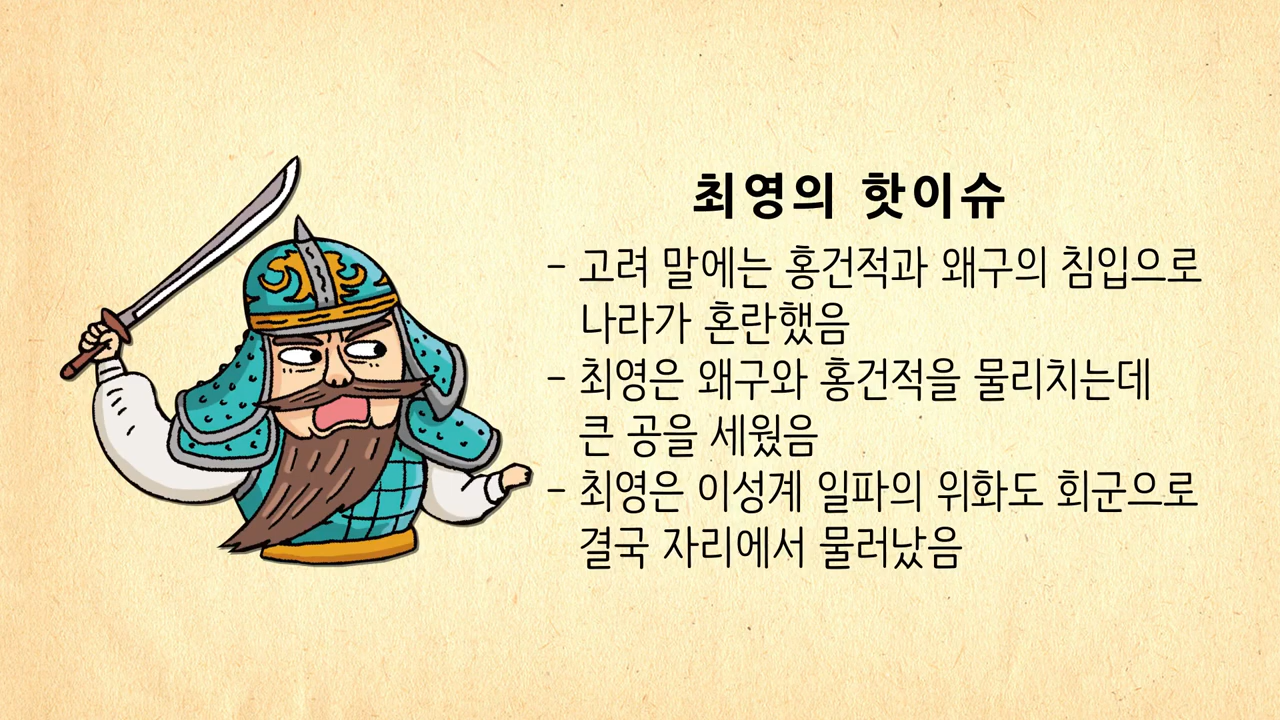 최영의 핫이슈
- 고려 말에는 홍건적과 왜구의 침입으로
나라가 혼란했음
- 최영은 왜구와 홍건적을 물리치는데
큰 공을 세웠음
- 최영은 이성계 일파의 위화도 회군으로
결국 자리에서 물러났음